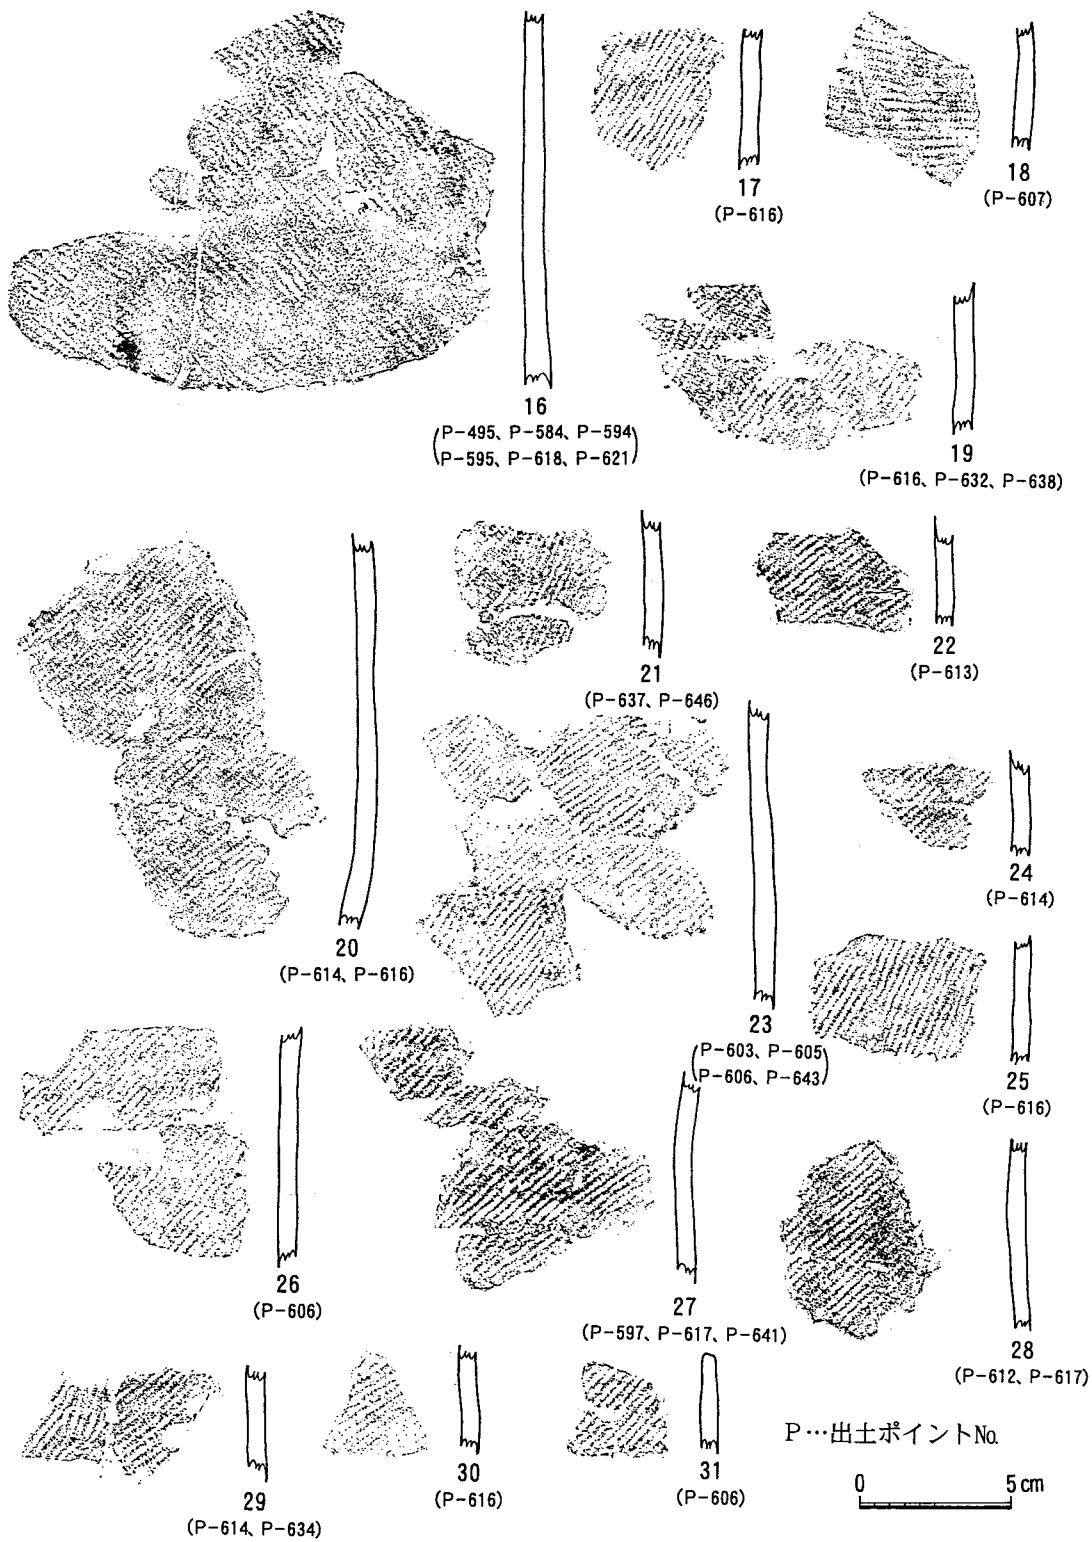 16
(P-495、P-584、P-594
P-595、P-618、P-621)
17
(P-616)
18
(P-607)
19
(P-616、P-632、P-638)
20
(P-614、P-616)
21
(P-637、P-646)
22
(P-613)
23
(P-603、P-605
P-606、P-643)
24
(P-614)
25
(P-616)
26
(P-606)
27
(P-597、P-617、P-641)
28
(P-612、P-617)
29
(P-614、P-634)
30
(P-616)
31
(P-606)
P…出土ポイント№
0 5cm